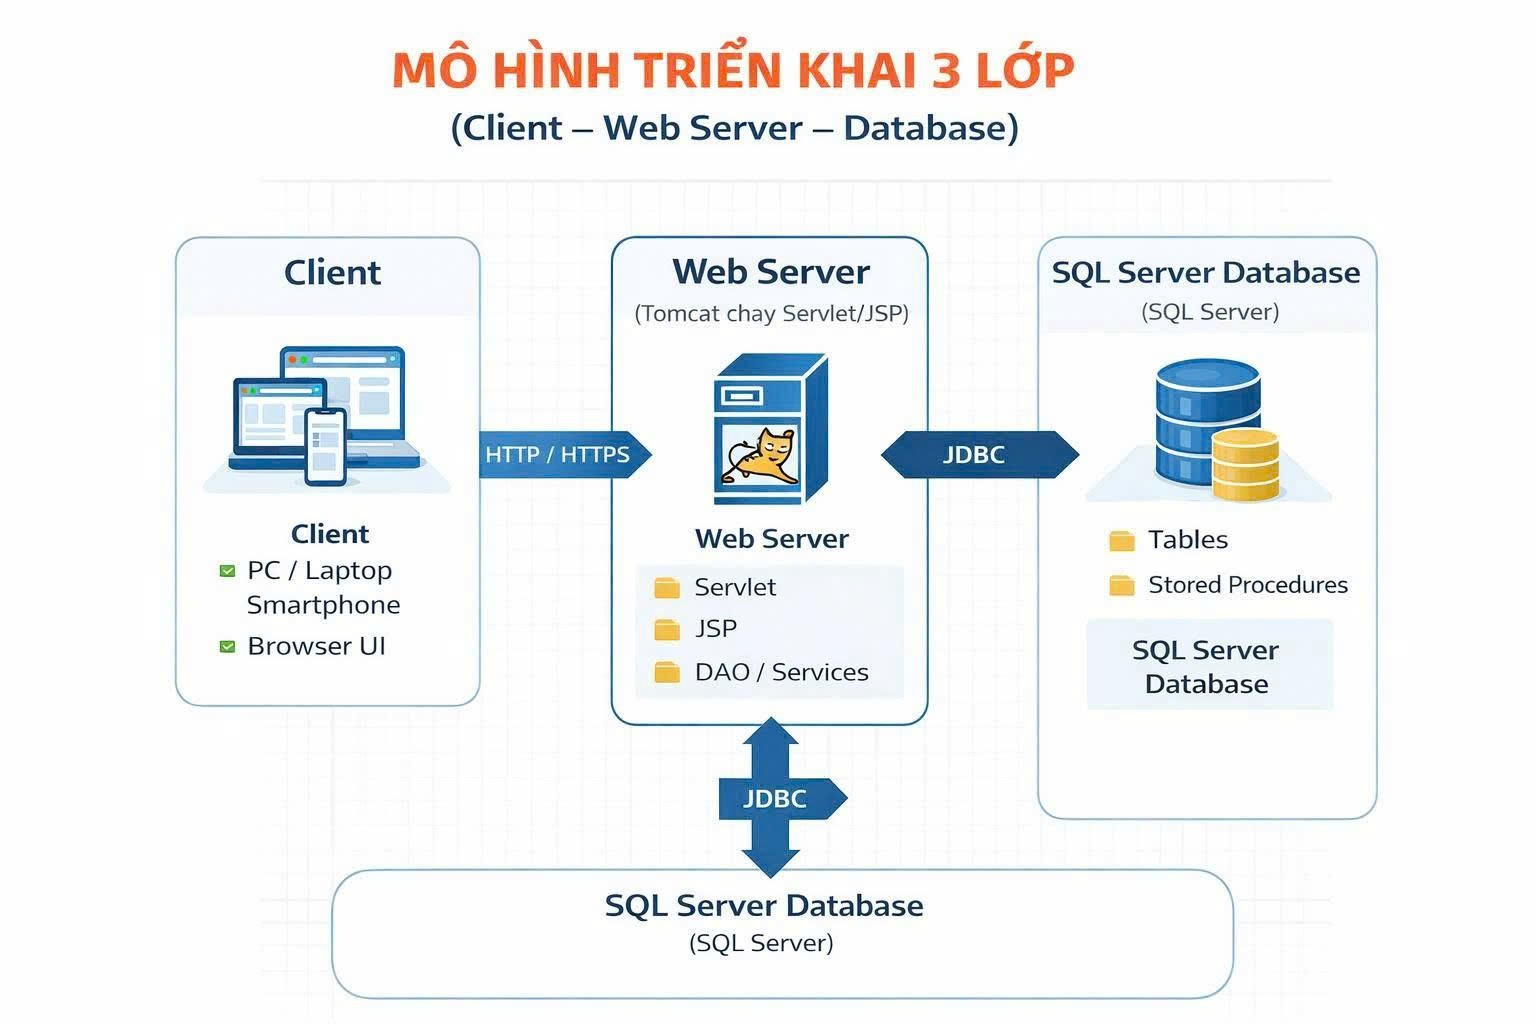 MÔ HÌNH TRIỂN KHAI 3 LỚP
(Client – Web Server – Database)
Client
Client
PC / Laptop
Smartphone
Browser UI
HTTP / HTTPS
Web Server
(Tomcat chay Servlet/JSP)
Web Server
Servlet
JSP
DAO / Services
JDBC
SQL Server Database
(SQL Server)
Tables
Stored Procedures
SQL Server
Database
JDBC
SQL Server Database
(SQL Server)